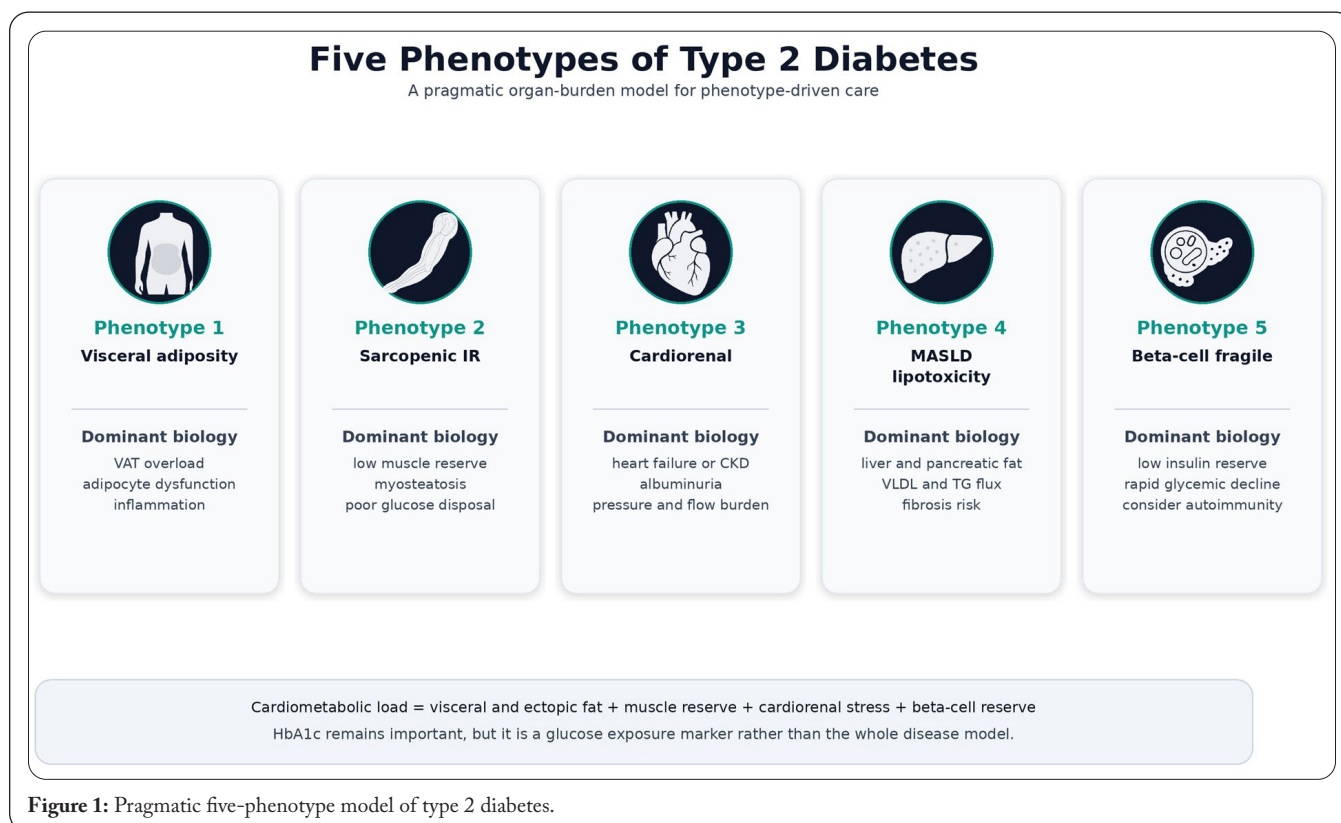 Five Phenotypes of Type 2 Diabetes
A pragmatic organ-burden model for phenotype-driven care
Phenotype 1
Visceral adiposity
Dominant biology
VAT overload
adipocyte dysfunction
inflammation
Phenotype 2
Sarcopenic IR
Dominant biology
low muscle reserve
myosteatosis
poor glucose disposal
Phenotype 3
Cardiorenal
Dominant biology
heart failure or CKD
albuminuria
pressure and flow burden
Phenotype 4
MASLD
lipotoxicity
Dominant biology
liver and pancreatic fat
VLDL and TG flux
fibrosis risk
Phenotype 5
Beta-cell fragile
Dominant biology
low insulin reserve
rapid glycemic decline
consider autoimmunity
Cardiometabolic load = visceral and ectopic fat + muscle reserve + cardiorenal stress + beta-cell reserve
HbA1c remains important, but it is a glucose exposure marker rather than the whole disease model.
Figure 1: Pragmatic five-phenotype model of type 2 diabetes.